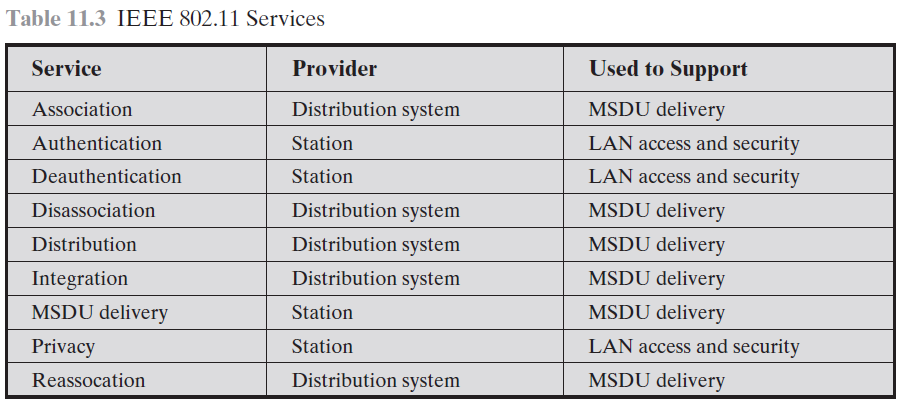 Table 11.3 IEEE 802.11 Services
Service Provider Used to Support
Association Distribution system MSDU delivery
Authentication Station LAN access and security
Deauthentication Station LAN access and security
Disassociation Distribution system MSDU delivery
Distribution Distribution system MSDU delivery
Integration Distribution system MSDU delivery
MSDU delivery Station MSDU delivery
Privacy Station LAN access and security
Reassocation Distribution system MSDU delivery